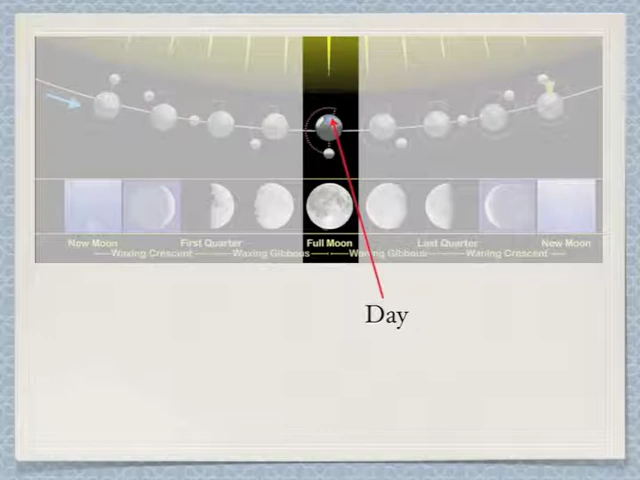 New Moon First Quarter Full Moon Last Quarter New Moon
Waxing Crescent Waxing Gibbous Waning Gibbous Waning Crescent
Day